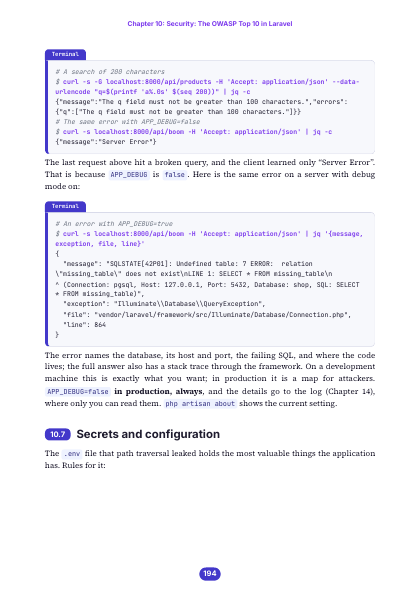 Chapter 10: Security: The OWASP Top 10 in Laravel
Terminal
# A search of 200 characters
$ curl -s -G localhost:8000/api/products -H 'Accept: application/json' --data-
urlencode "q=$(printf 'a%.0s' $(seq 200))" | jq -c
{"message":"The q field must not be greater than 100 characters.","errors":
{"q":["The q field must not be greater than 100 characters."]}}
# The same error with APP_DEBUG=false
$ curl -s localhost:8000/api/boom -H 'Accept: application/json' | jq -c
{"message":"Server Error"}
The last request above hit a broken query, and the client learned only “Server Error”.
That is because APP_DEBUG is false. Here is the same error on a server with debug
mode on:
Terminal
# An error with APP_DEBUG=true
$ curl -s localhost:8000/api/boom -H 'Accept: application/json' | jq '{message,
exception, file, line}'
{
"message": "SQLSTATE[42P01]: Undefined table: 7 ERROR:  relation
\"missing_table\" does not exist\nLINE 1: SELECT * FROM missing_table\n
^ (Connection: pgsql, Host: 127.0.0.1, Port: 5432, Database: shop, SQL: SELECT
* FROM missing_table)",
"exception": "Illuminate\\Database\\QueryException",
"file": "vendor/laravel/framework/src/Illuminate/Database/Connection.php",
"line": 864
}
The error names the database, its host and port, the failing SQL, and where the code
lives; the full answer also has a stack trace through the framework. On a development
machine this is exactly what you want; in production it is a map for attackers.
APP_DEBUG=false in production, always, and the details go to the log (Chapter 14),
where only you can read them. php artisan about shows the current setting.
10.7 Secrets and configuration
The .env file that path traversal leaked holds the most valuable things the application
has. Rules for it:
194